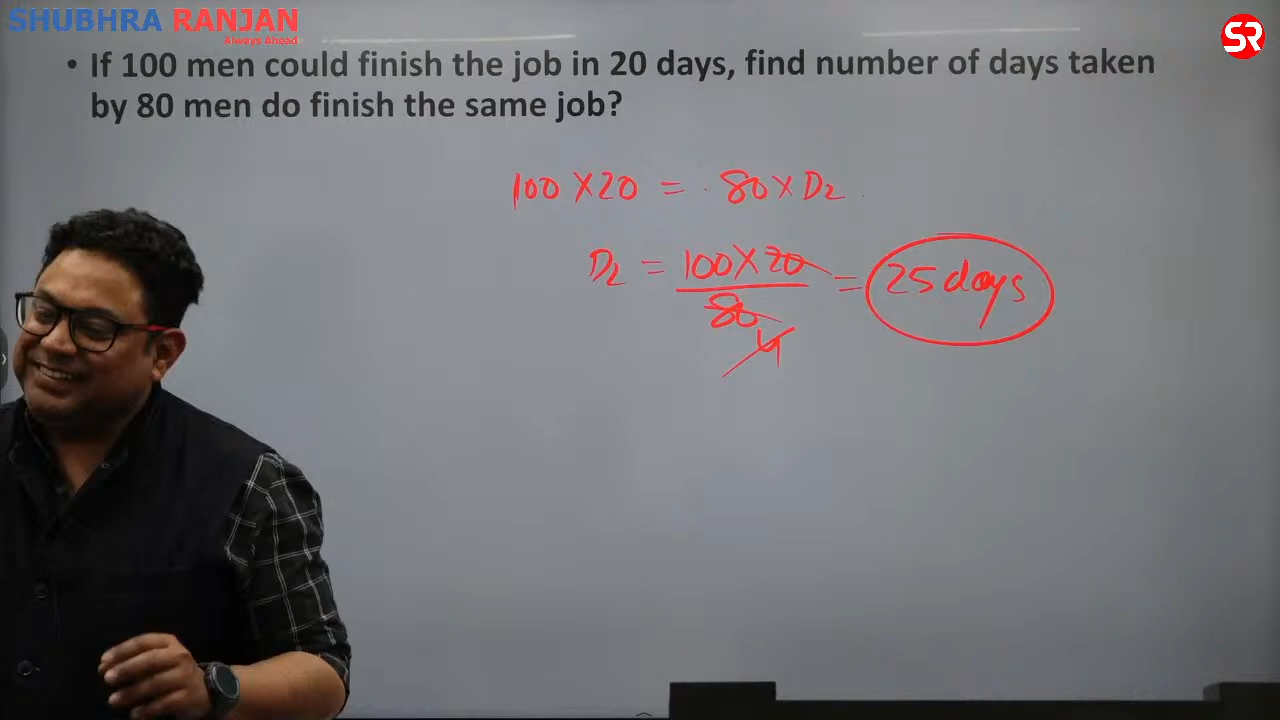 SHUBHRA RANJAN
Always Ahead
SR
• If 100 men could finish the job in 20 days, find number of days taken
by 80 men do finish the same job?
100 X 20 = 80 X D2
D2 = 100 X 20 / 80 = 25 days
4